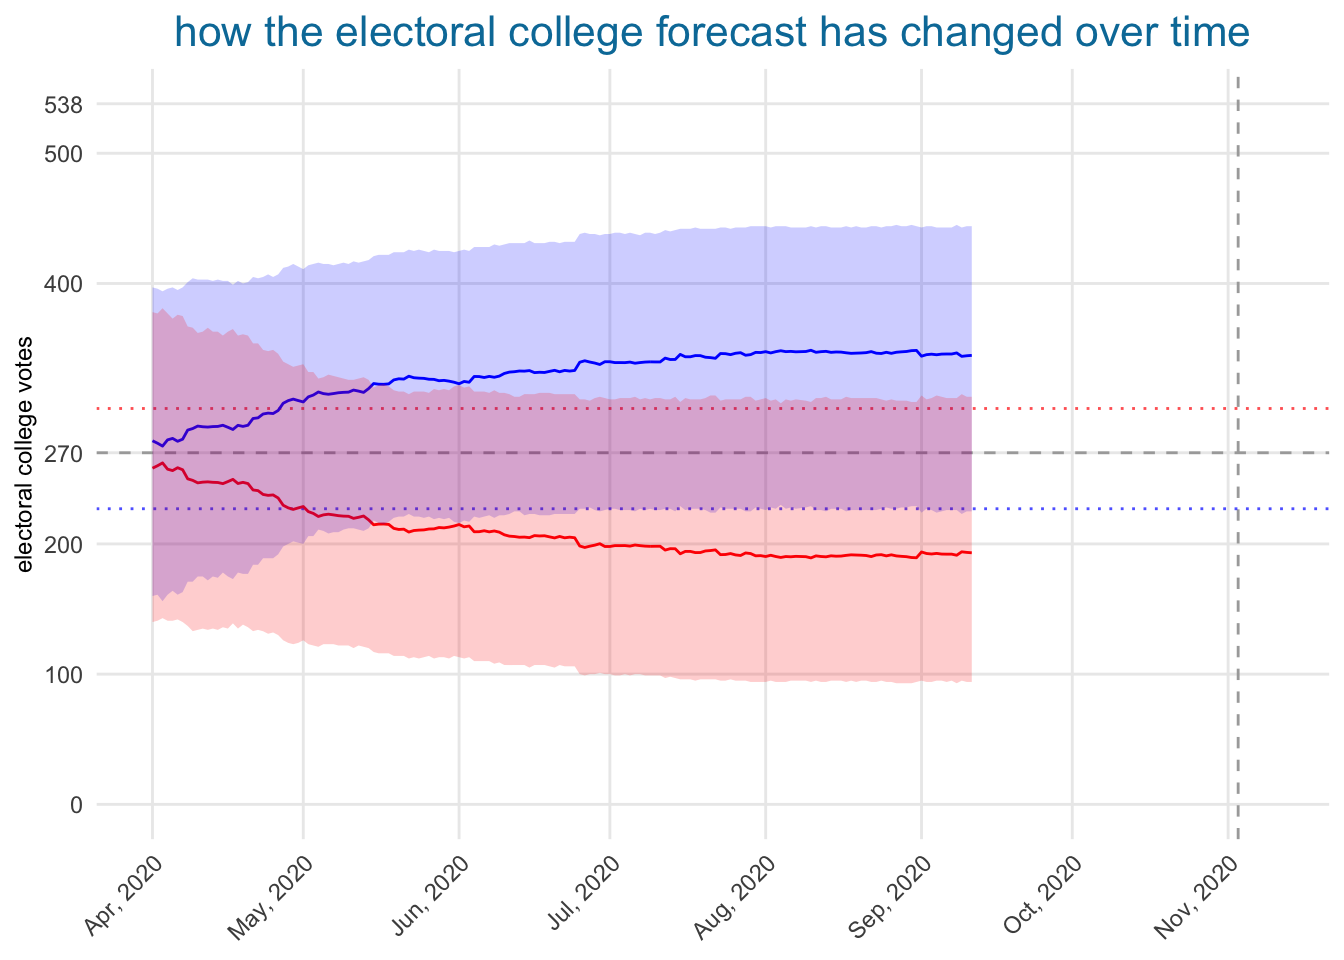 how the electoral college forecast has changed over time
538
500
400
270
200
100
0
electoral college votes
Apr, 2020
May, 2020
Jun, 2020
Jul, 2020
Aug, 2020
Sep, 2020
Oct, 2020
Nov, 2020